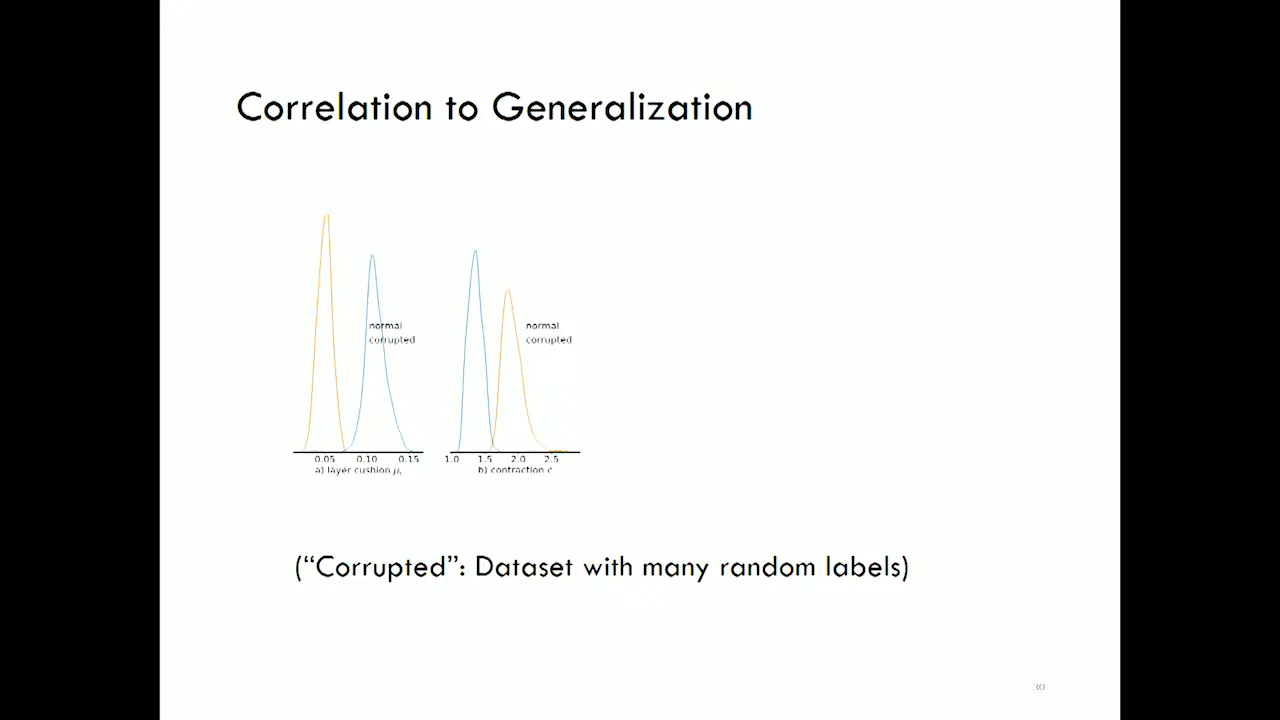 Correlation to Generalization
normal
corrupted
normal
corrupted
0.05 0.10 0.15
a) layer cushion μᵢ
1.0 1.5 2.0 2.5
b) contraction c
(“Corrupted”: Dataset with many random labels)
30